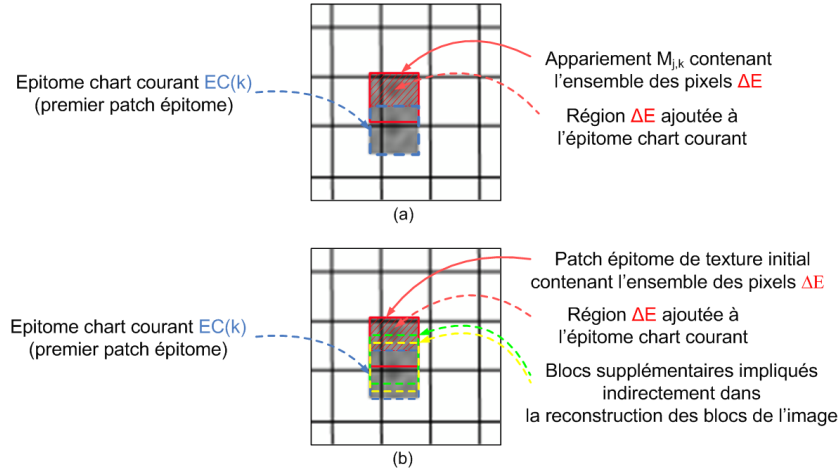 Epitome chart courant EC(k)
(premier patch épitome)
Appariement Mj,k contenant
l'ensemble des pixels ΔE
Région ΔE ajoutée à
l'épitome chart courant
(a)
Epitome chart courant EC(k)
(premier patch épitome)
Patch épitome de texture initial
contenant l'ensemble des pixels ΔE
Région ΔE ajoutée à
l'épitome chart courant
Blocs supplémentaires impliqués
indirectement dans
la reconstruction des blocs de l'image
(b)